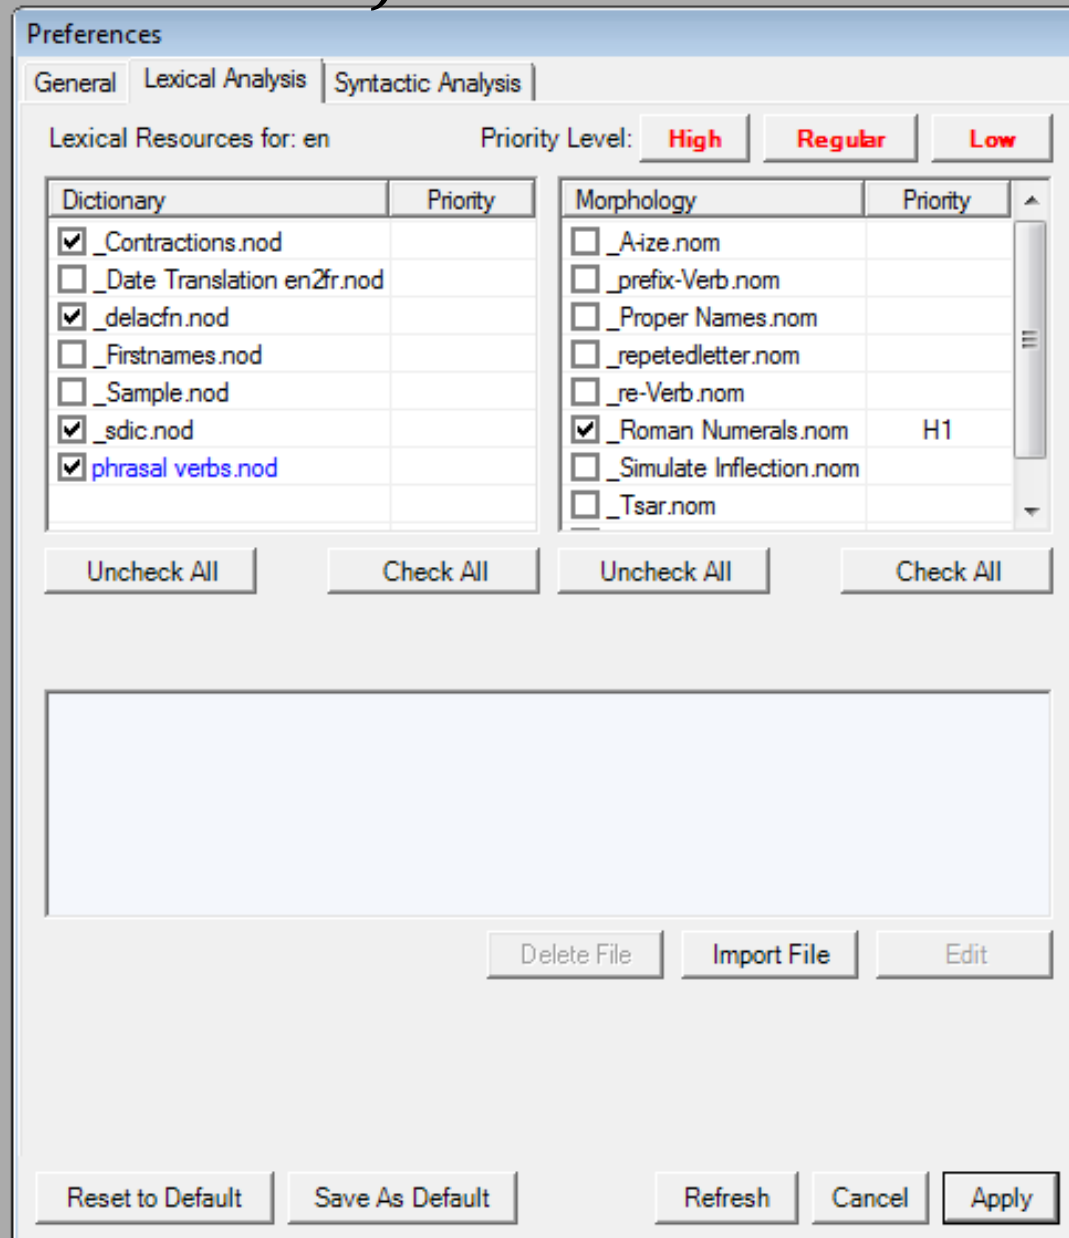 Preferences
General Lexical Analysis Syntactic Analysis
Lexical Resources for: en Priority Level: High Regular Low
Dictionary Priority Morphology Priority
_Contractions.nod _A-ize.nom
_Date Translation en2fr.nod _prefix-Verb.nom
_delacfn.nod _Proper Names.nom
_Firstnames.nod _repetedletter.nom
_Sample.nod _re-Verb.nom
_sdic.nod _Roman Numerals.nom H1
phrasal verbs.nod _Simulate Inflection.nom
_Tsar.nom
Uncheck All Check All Uncheck All Check All
Delete File Import File Edit
Reset to Default Save As Default Refresh Cancel Apply